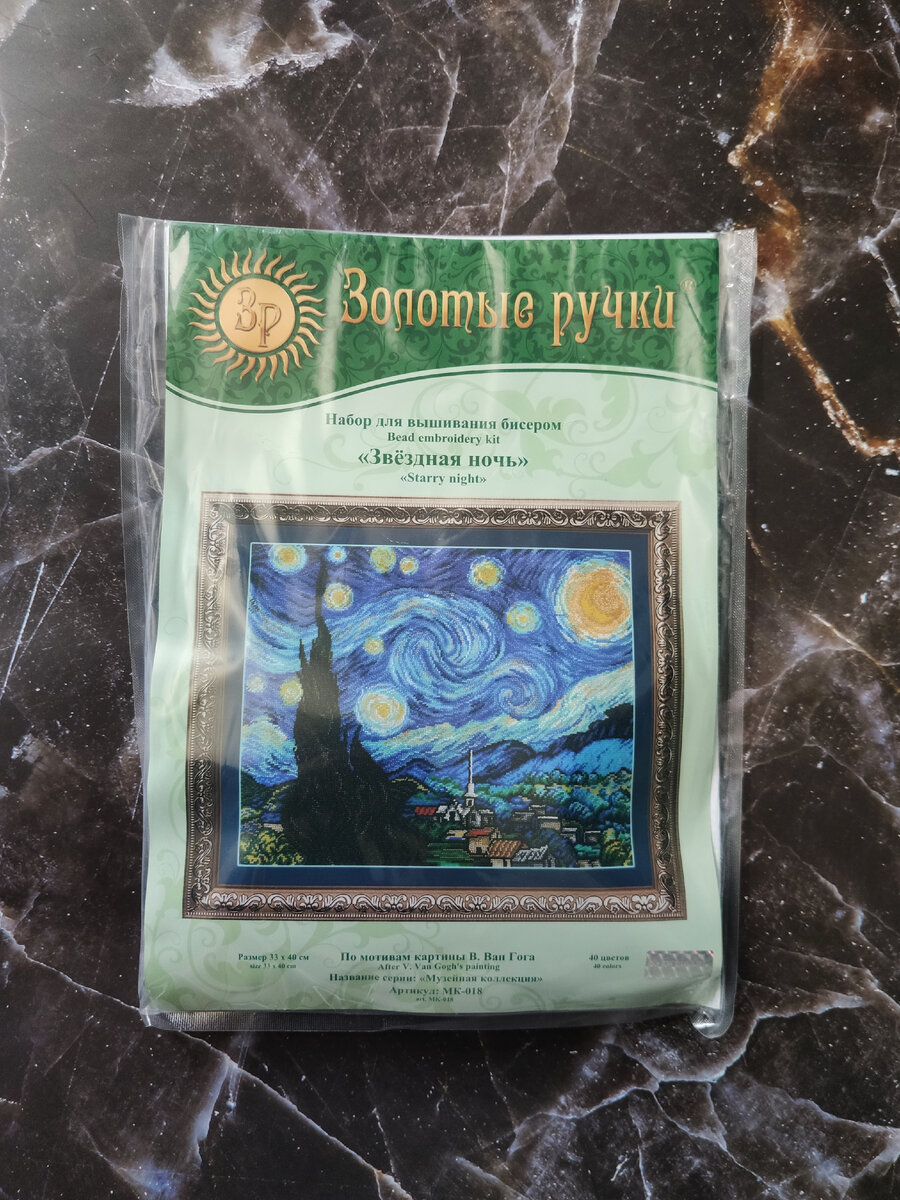 ЗР
Золотые ручки
Набор для вышивания бисером
Bead embroidery kit
«Звёздная ночь»
«Starry night»
Размер 33 x 40 см
size 33 x 40 cm
По мотивам картины В. Ван Гога
After V. Van Gogh's painting
Название серии: «Музейная коллекция»
Артикул: МК-018
art. MK-018
40 цветов
40 colors